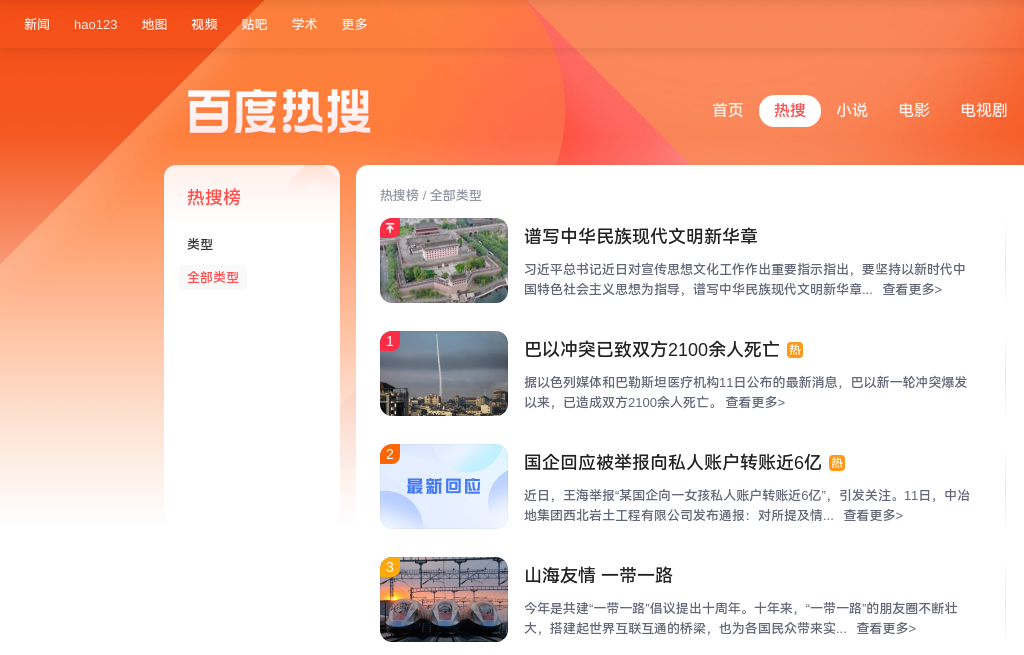 新闻 hao123 地图 视频 贴吧 学术 更多
百度热搜
首页 热搜 小说 电影 电视剧
热搜榜
类型
全部类型
热搜榜 / 全部类型
谱写中华民族现代文明新华章
习近平总书记近日对宣传思想文化工作作出重要指示指出，要坚持以新时代中
国特色社会主义思想为指导，谱写中华民族现代文明新华章... 查看更多>
1
巴以冲突已致双方2100余人死亡 热
据以色列媒体和巴勒斯坦医疗机构11日公布的最新消息，巴以新一轮冲突爆发
以来，已造成双方2100余人死亡。 查看更多>
2
最新回应
国企回应被举报向私人账户转账近6亿 热
近日，王海举报“某国企向一女孩私人账户转账近6亿”，引发关注。11日，中冶
地集团西北岩土工程有限公司发布通报：对所提及情... 查看更多>
3
山海友情 一带一路
今年是共建“一带一路”倡议提出十周年。十年来，“一带一路”的朋友圈不断壮
大，搭建起世界互联互通的桥梁，也为各国民众带来实... 查看更多>